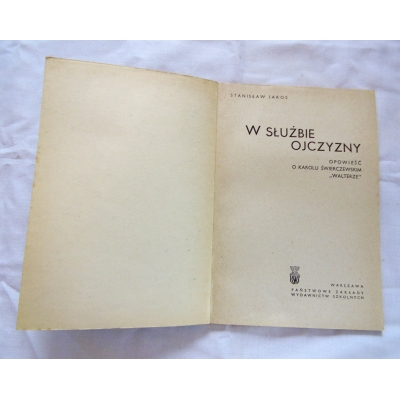 STANISŁAW JAROS
W SŁUŻBIE
OJCZYZNY
OPOWIEŚĆ
O KAROLU ŚWIERCZEWSKIM
„WALTERZE”
WARSZAWA
PAŃSTWOWE ZAKŁADY
WYDAWNICTW SZKOLNYCH